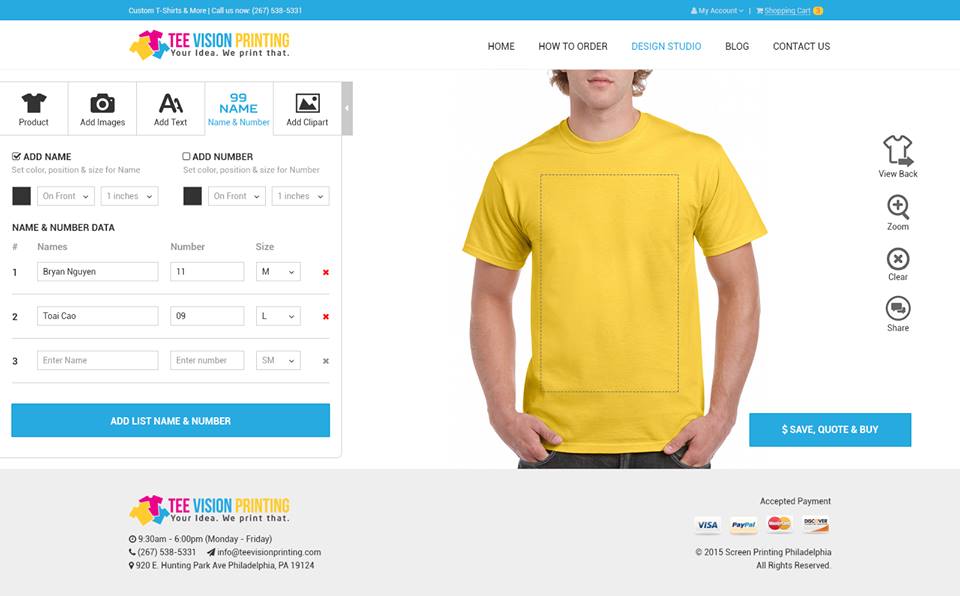 Custom T-Shirts & More | Call us now: (267) 538-5331
My Account | Shopping Cart 3
TEE VISION PRINTING
Your Idea. We print that.
HOME HOW TO ORDER DESIGN STUDIO BLOG CONTACT US
99
NAME
Product Add Images Add Text Name & Number Add Clipart
ADD NAME ADD NUMBER
Set color, position & size for Name Set color, position & size for Number
On Front 1 inches On Front 1 inches
NAME & NUMBER DATA
# Names Number Size
1 Bryan Nguyen 11 M
2 Toai Cao 09 L
3 Enter Name Enter number SM
ADD LIST NAME & NUMBER
View Back
Zoom
Clear
Share
$ SAVE, QUOTE & BUY
TEE VISION PRINTING
Your Idea. We print that.
9:30am - 6:00pm (Monday - Friday)
(267) 538-5331 info@teevisionprinting.com
920 E. Hunting Park Ave Philadelphia, PA 19124
Accepted Payment
VISA PayPal MasterCard DISCOVER
© 2015 Screen Printing Philadelphia
All Rights Reserved.